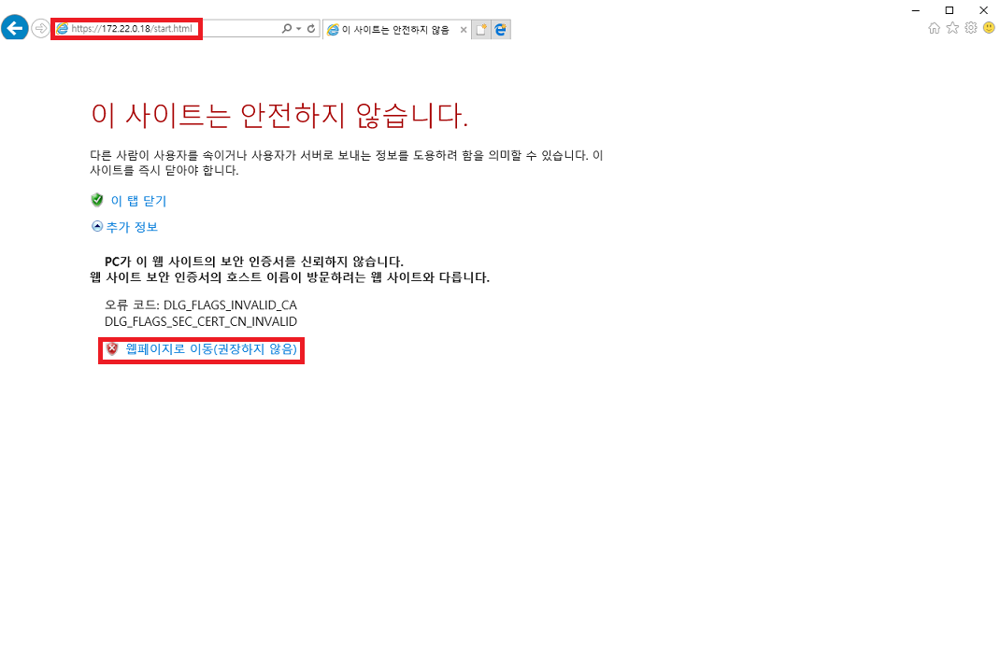 https://172.22.0.18/start.html
이 사이트는 안전하지 않음
이 사이트는 안전하지 않습니다.
다른 사람이 사용자를 속이거나 사용자가 서버로 보내는 정보를 도용하려 함을 의미할 수 있습니다. 이
사이트를 즉시 닫아야 합니다.
이 탭 닫기
추가 정보
PC가 이 웹 사이트의 보안 인증서를 신뢰하지 않습니다.
웹 사이트 보안 인증서의 호스트 이름이 방문하려는 웹 사이트와 다릅니다.
오류 코드: DLG_FLAGS_INVALID_CA
DLG_FLAGS_SEC_CERT_CN_INVALID
웹페이지로 이동(권장하지 않음)